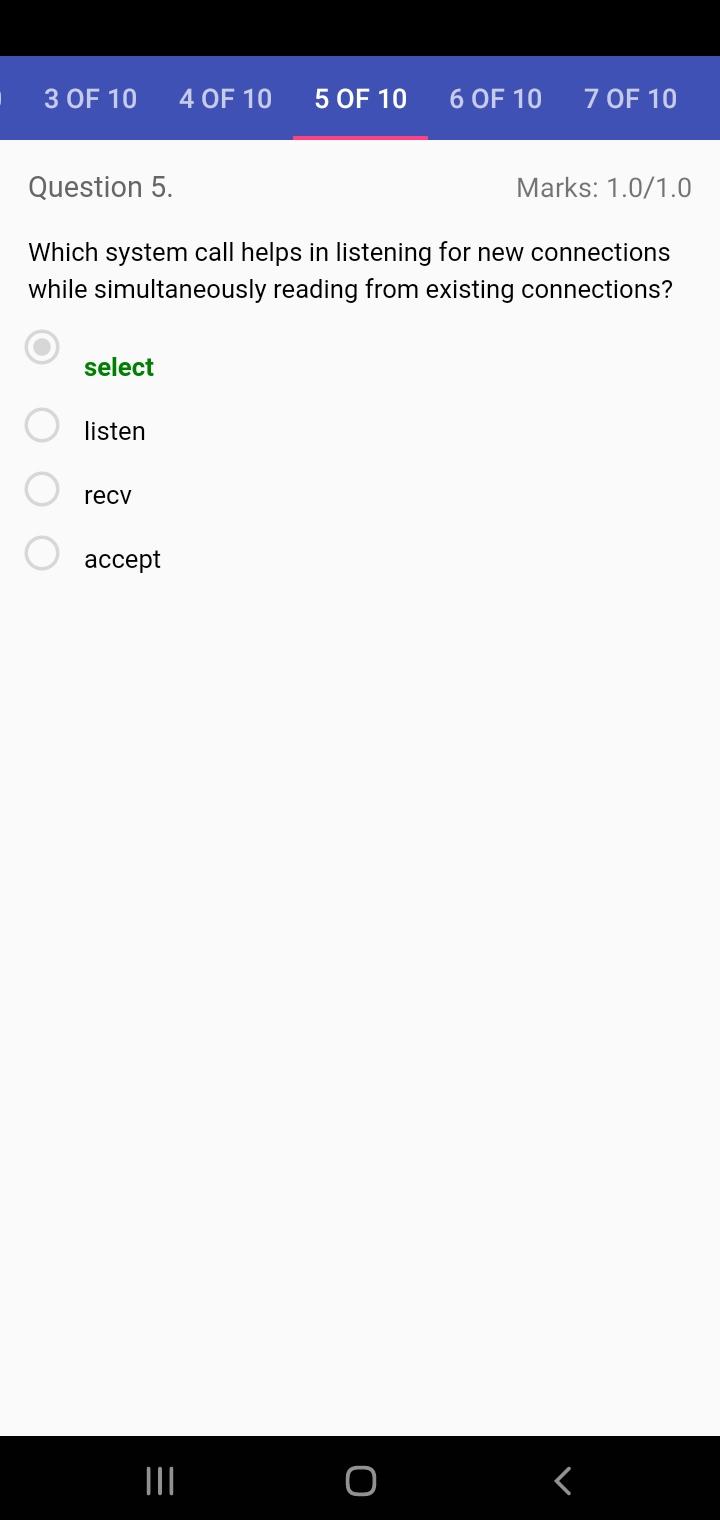 3 OF 10 4 OF 10 5 OF 10 6 OF 10 7 OF 10
Question 5. Marks: 1.0/1.0
Which system call helps in listening for new connections
while simultaneously reading from existing connections?
select
listen
recv
accept